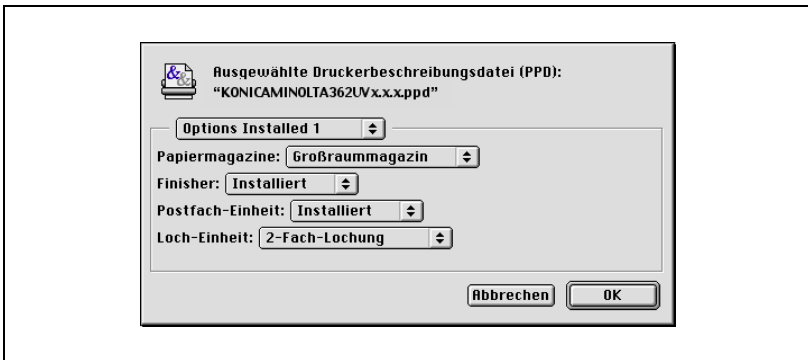 Ausgewählte Druckerbeschreibungsdatei (PPD):
“KONICAMINOLTA362UVx.x.x.ppd”
Options Installed 1
Papiermagazine: Großraummagazin
Finisher: Installiert
Postfach-Einheit: Installiert
Loch-Einheit: 2-Fach-Lochung
Abbrechen OK